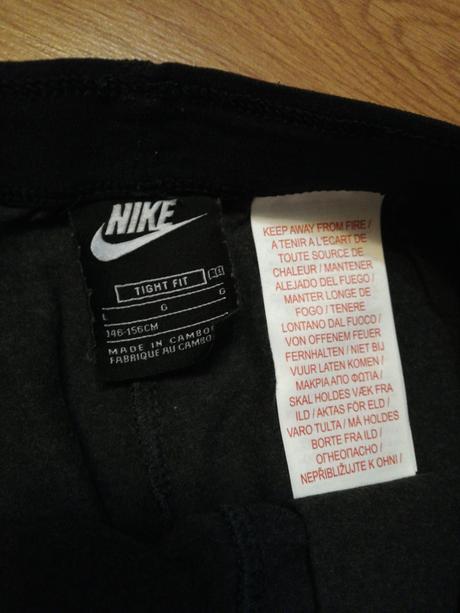 NIKE
TIGHT FIT
L G G
146-156CM
MADE IN CAMBO
FABRIQUE AU CAMBO
KEEP AWAY FROM FIRE /
A TENIR A L'ECART DE
TOUTE SOURCE DE
CHALEUR / MANTENER
ALEJADO DEL FUEGO /
MANTER LONGE DE
FOGO / TENERE
LONTANO DAL FUOCO /
VON OFFENEM FEUER
FERNHALTEN / NIET BIJ
VUUR LATEN KOMEN /
ΜΑΚΡΙΑ ΑΠΟ ΦΩΤΙΑ /
SKAL HOLDES VÆK FRA
ILD / AKTAS FÖR ELD /
VARO TULTA / MÅ HOLDES
BORTE FRA ILD /
ОГНЕОПАСНО /
NEPŘIBLIŽUJTE K OHNI /